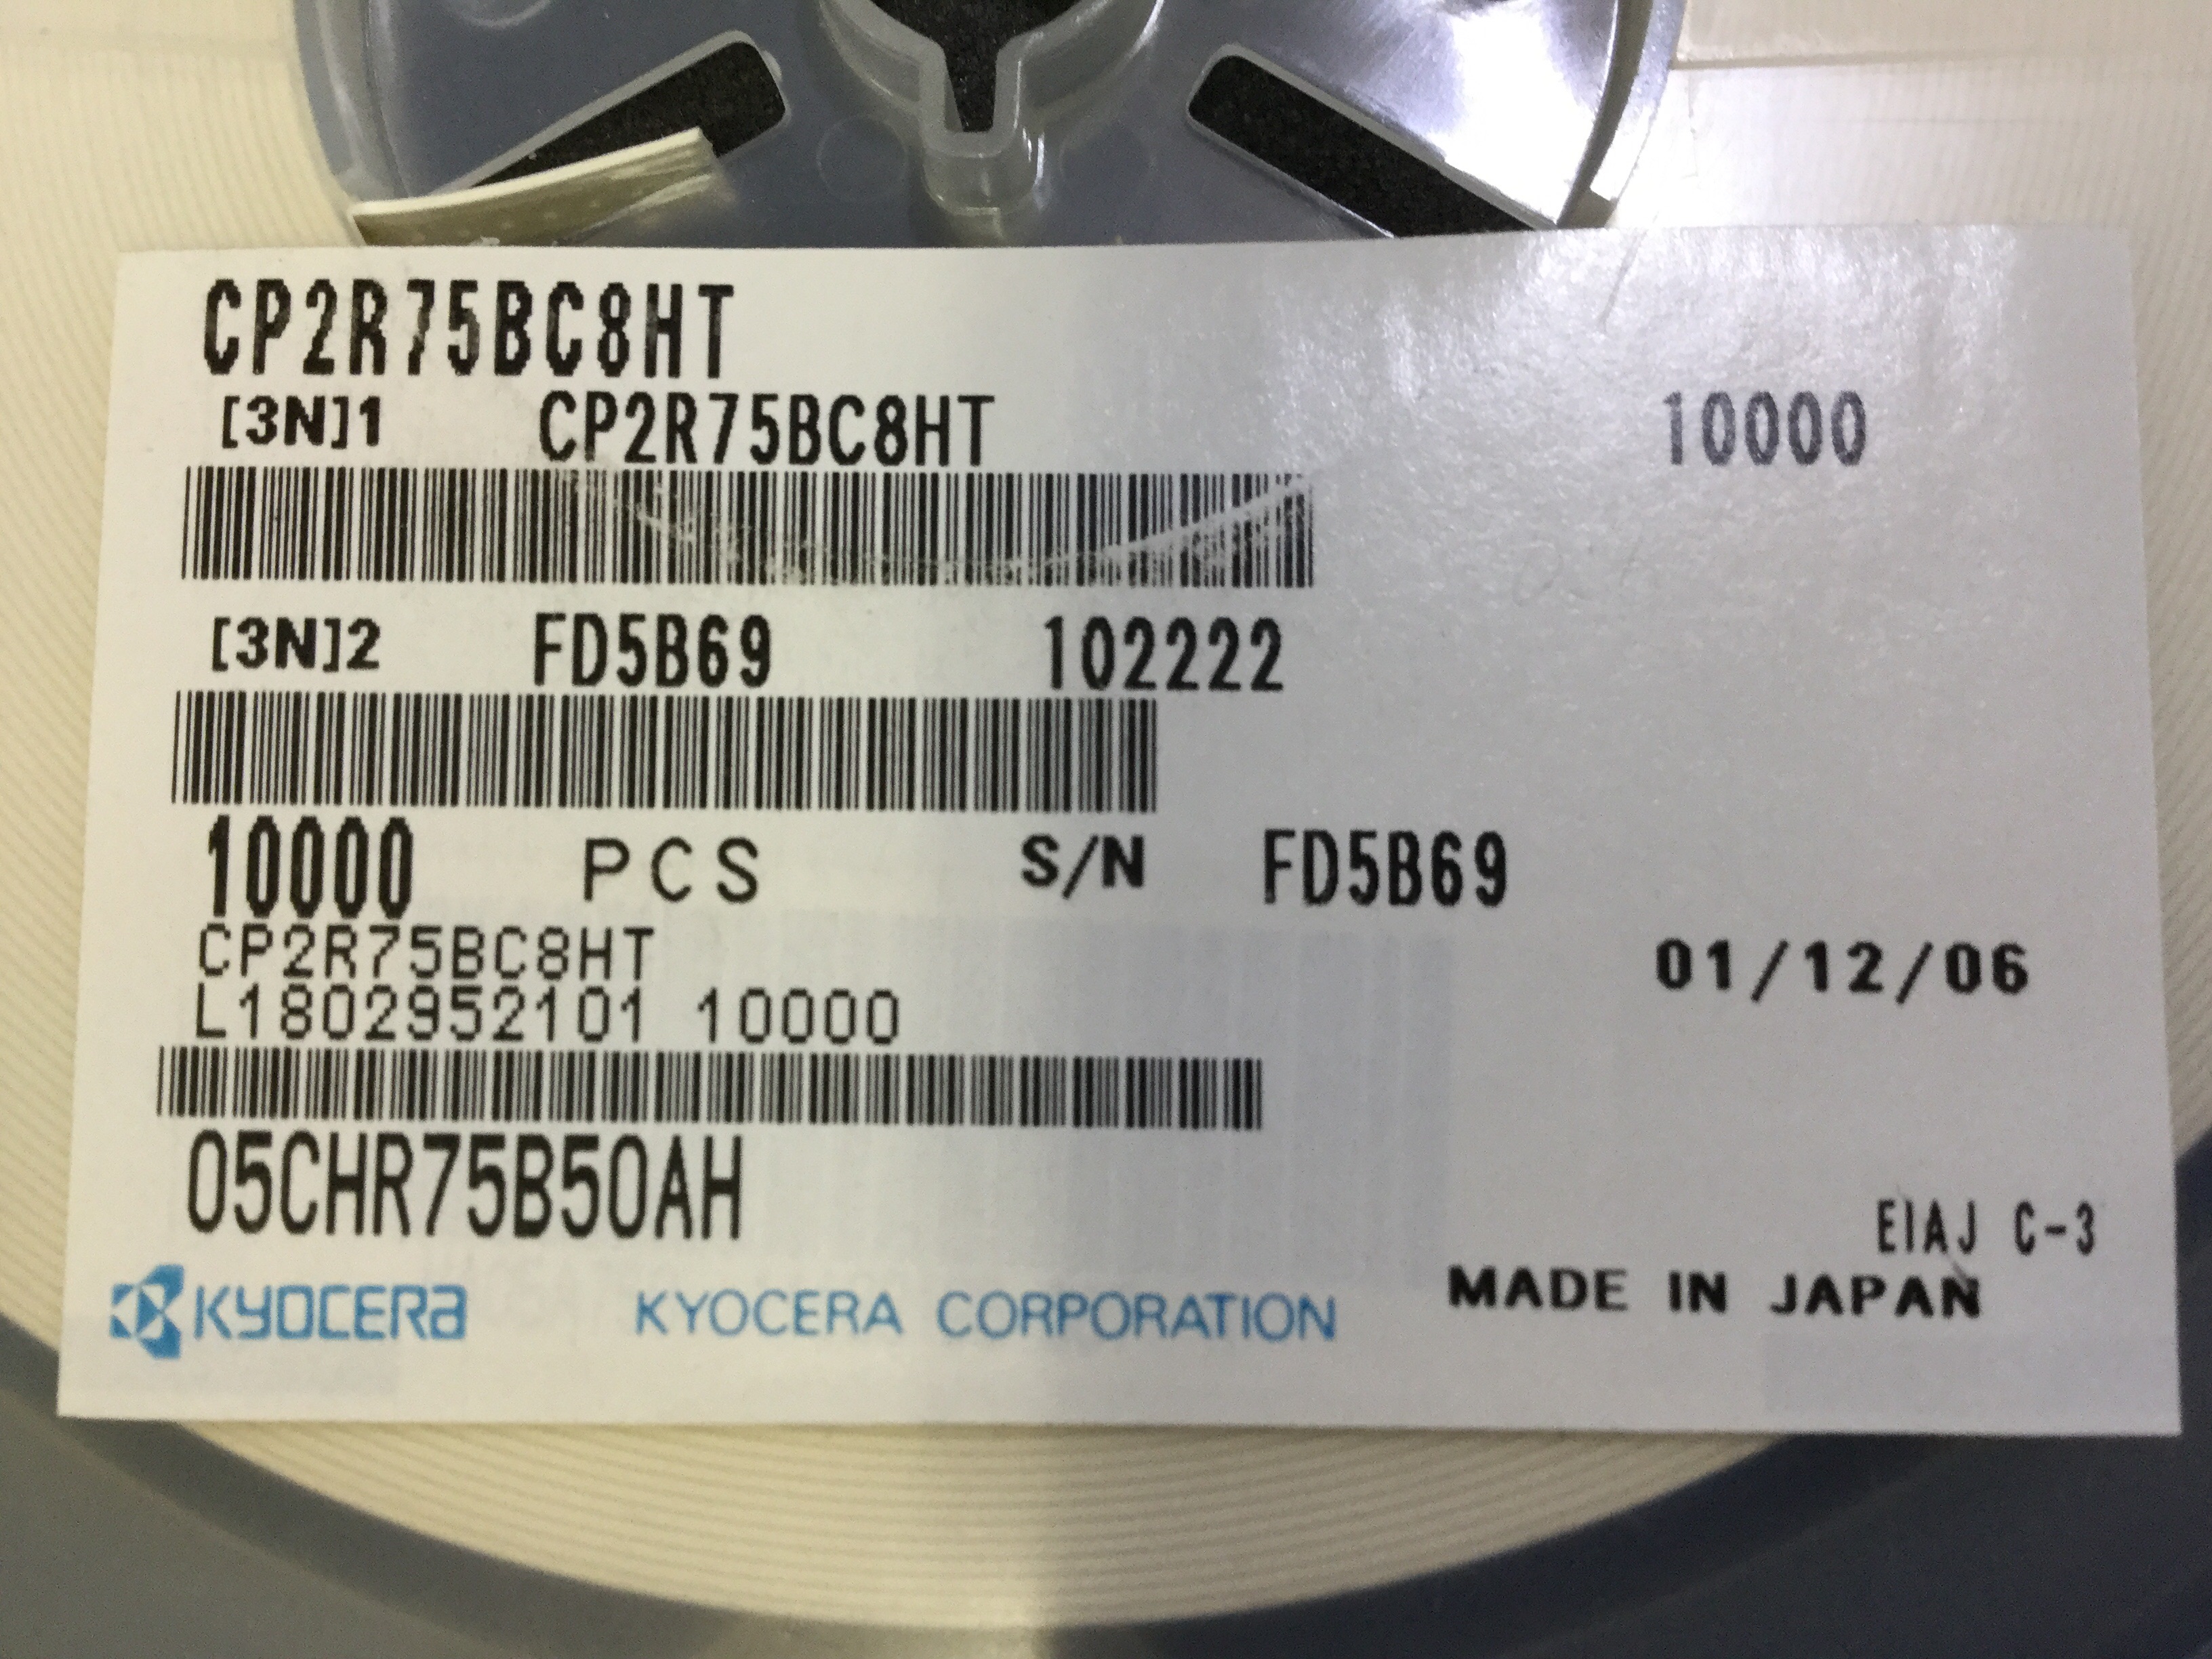 CP2R75BC8HT
[3N]1 CP2R75BC8HT 10000
[3N]2 FD5B69 102222
10000 PCS S/N FD5B69
CP2R75BC8HT
01/12/06
L1802952101 10000
05CHR75B50AH
EIAJ C-3
KYOCERA KYOCERA CORPORATION MADE IN JAPAN